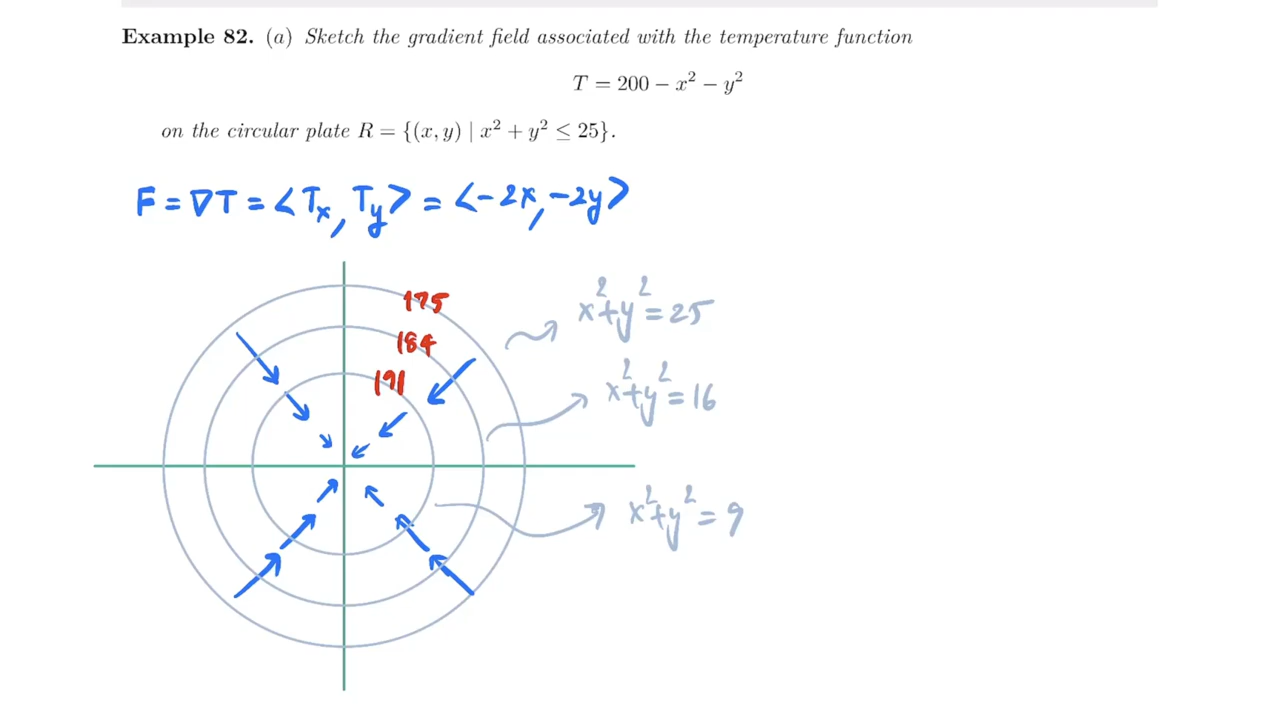 Example 82. (a) Sketch the gradient field associated with the temperature function
T = 200 − x² − y²
on the circular plate R = {(x, y) | x² + y² ≤ 25}.
F = ∇T = <Tx, Ty> = <-2x, -2y>
175
x²+y² = 25
184
191
x²+y² = 16
x²+y² = 9